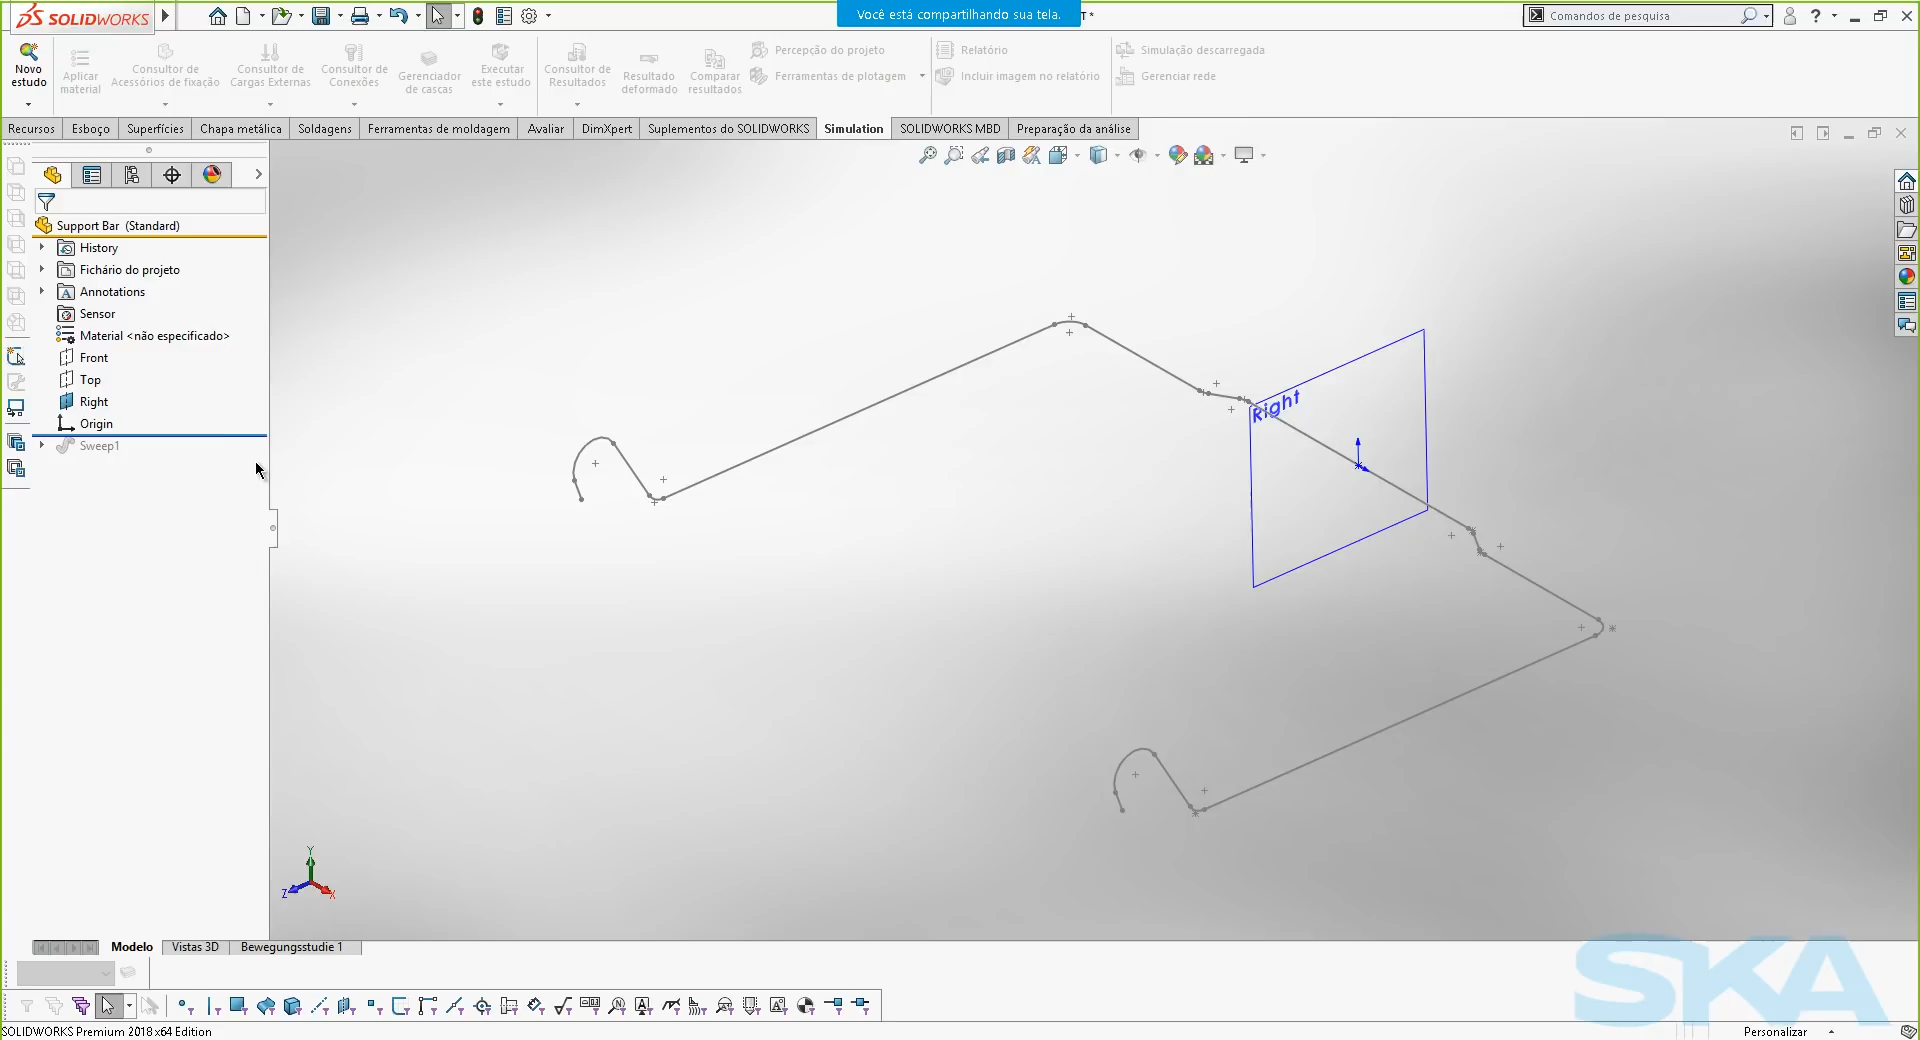 SOLIDWORKS
Você está compartilhando sua tela.
T *
Comandos de pesquisa
?
Novo
estudo
Aplicar
material
Consultor de
Acessórios de fixação
Consultor de
Cargas Externas
Consultor de
Conexões
Gerenciador
de cascas
Executar
este estudo
Consultor de
Resultados
Resultado
deformado
Comparar
resultados
Percepção do projeto
Ferramentas de plotagem
Relatório
Incluir imagem no relatório
Simulação descarregada
Gerenciar rede
Recursos
Esboço
Superfícies
Chapa metálica
Soldagens
Ferramentas de moldagem
Avaliar
DimXpert
Suplementos do SOLIDWORKS
Simulation
SOLIDWORKS MBD
Preparação da análise
Support Bar (Standard)
History
Fichário do projeto
Annotations
Sensor
Material <não especificado>
Front
Top
Right
Origin
Sweep1
Right
Y
Z
X
Modelo
Vistas 3D
Bewegungsstudie 1
SKA
SOLIDWORKS Premium 2018 x64 Edition
Personalizar